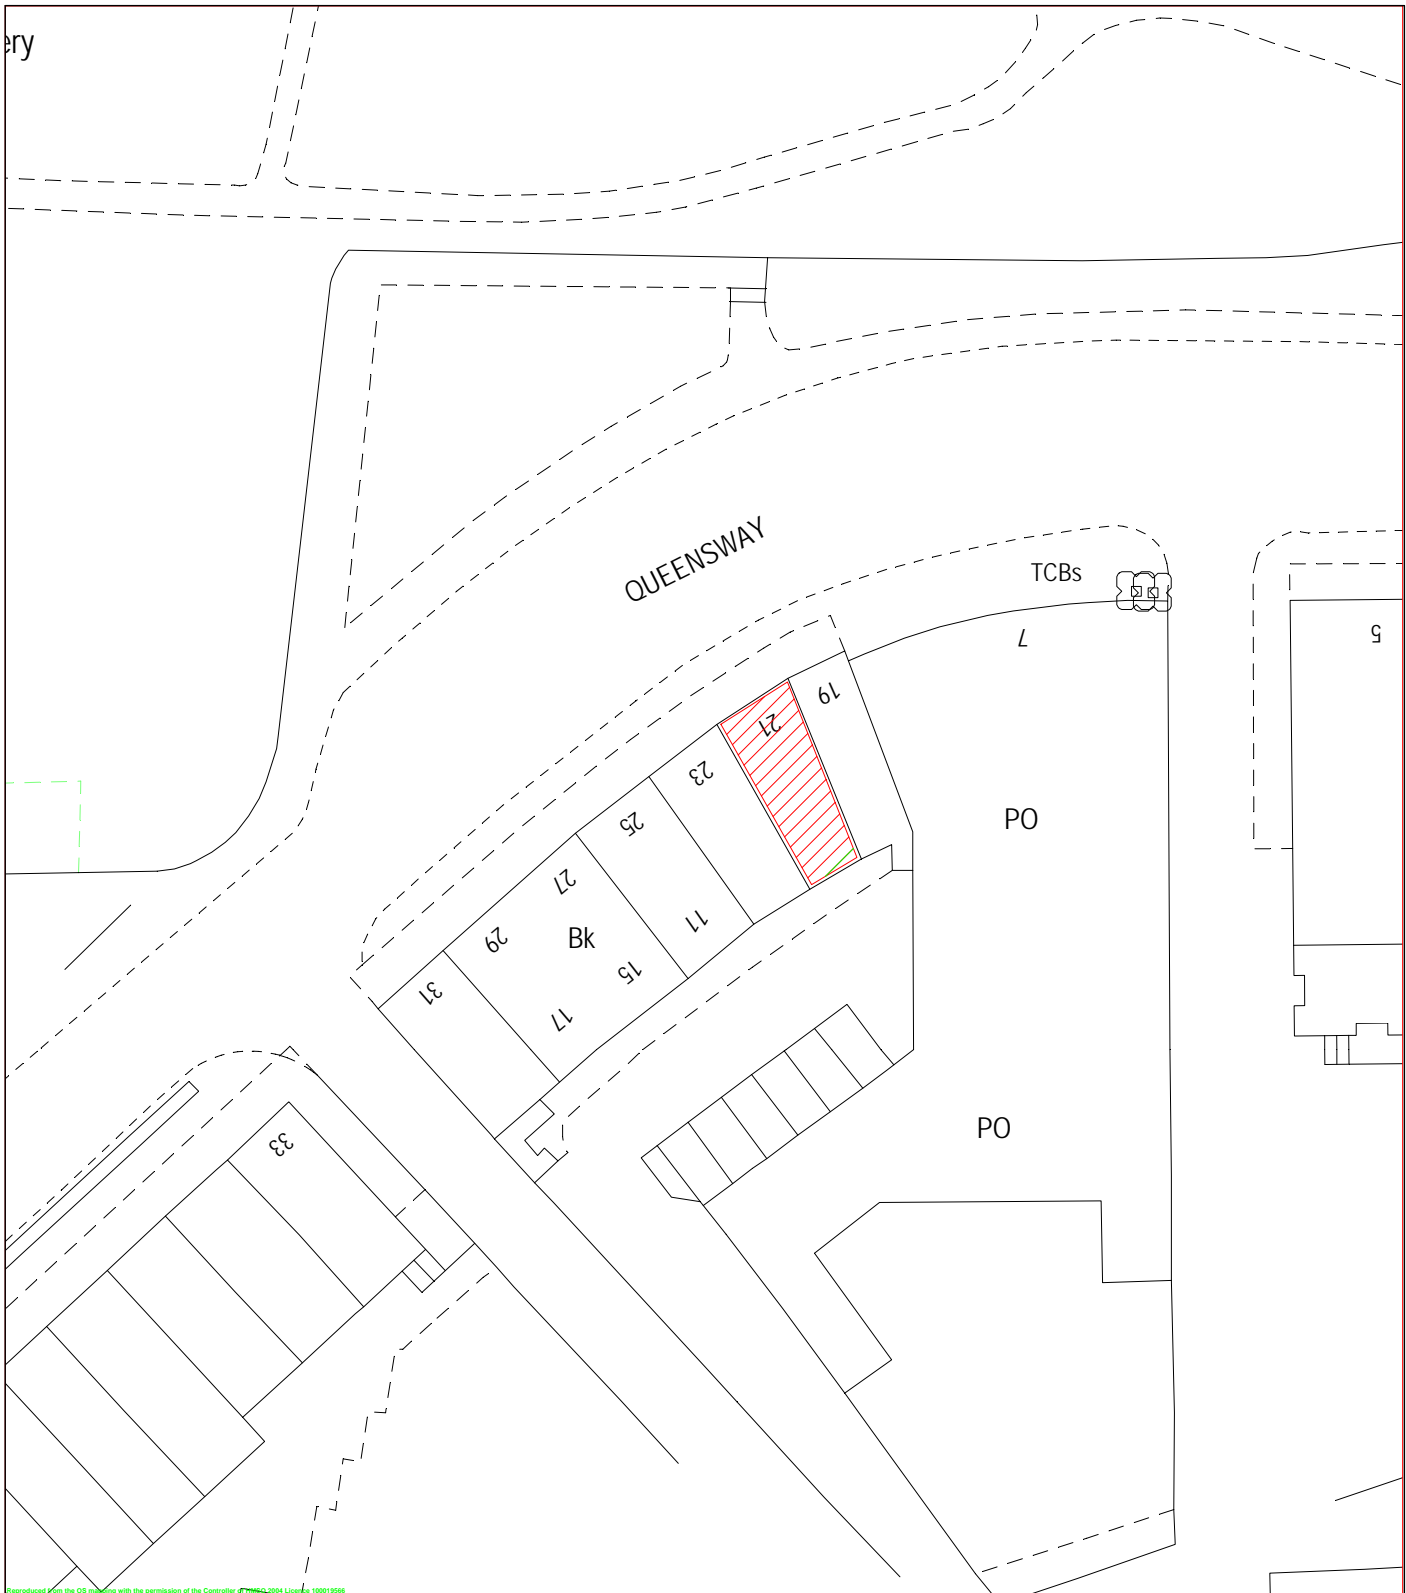 ery
QUEENSWAY
TCBs
7
5
19
21
23
25
PO
27
11
29
Bk
15
31
17
PO
33
Reproduced from the OS mapping with the permission of the Controller of HMSO 2004 Licence 100019566